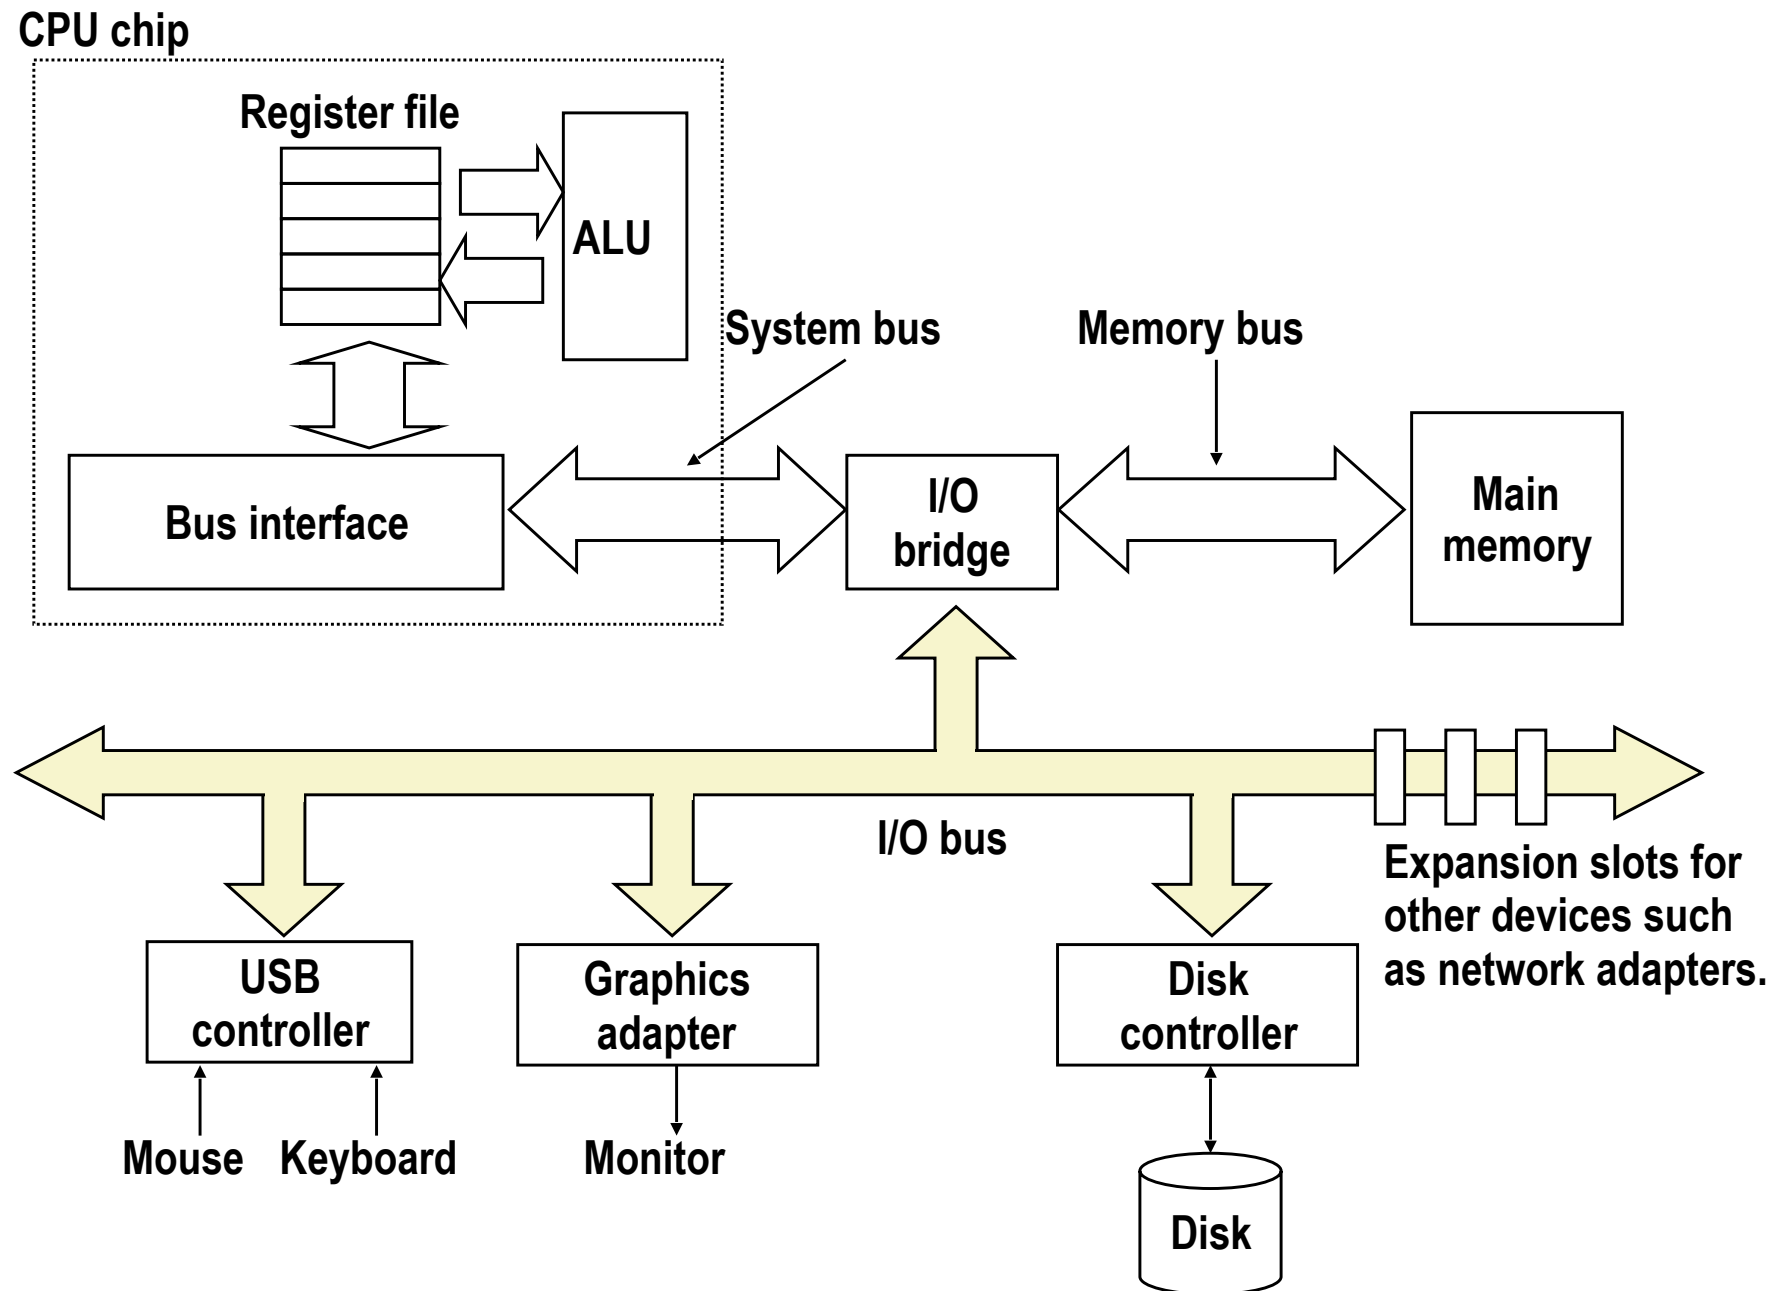 CPU chip
Register file
ALU
System bus
Memory bus
Bus interface
I/O
bridge
Main
memory
I/O bus
Expansion slots for
other devices such
as network adapters.
USB
controller
Graphics
adapter
Disk
controller
Mouse
Keyboard
Monitor
Disk